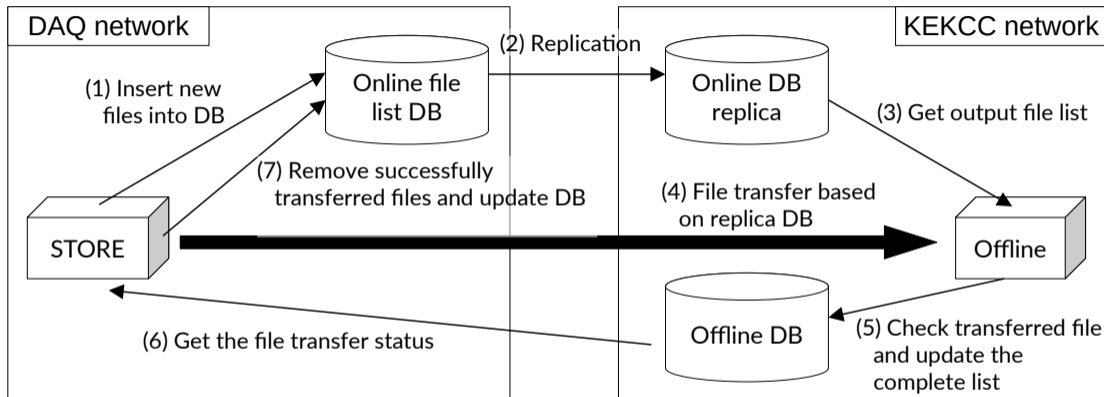 DAQ network
KEKCC network
(1) Insert new
files into DB
Online file
list DB
(2) Replication
Online DB
replica
(3) Get output file list
(7) Remove successfully
transferred files and update DB
(4) File transfer based
on replica DB
STORE
Offline
(6) Get the file transfer status
Offline DB
(5) Check transferred file
and update the
complete list